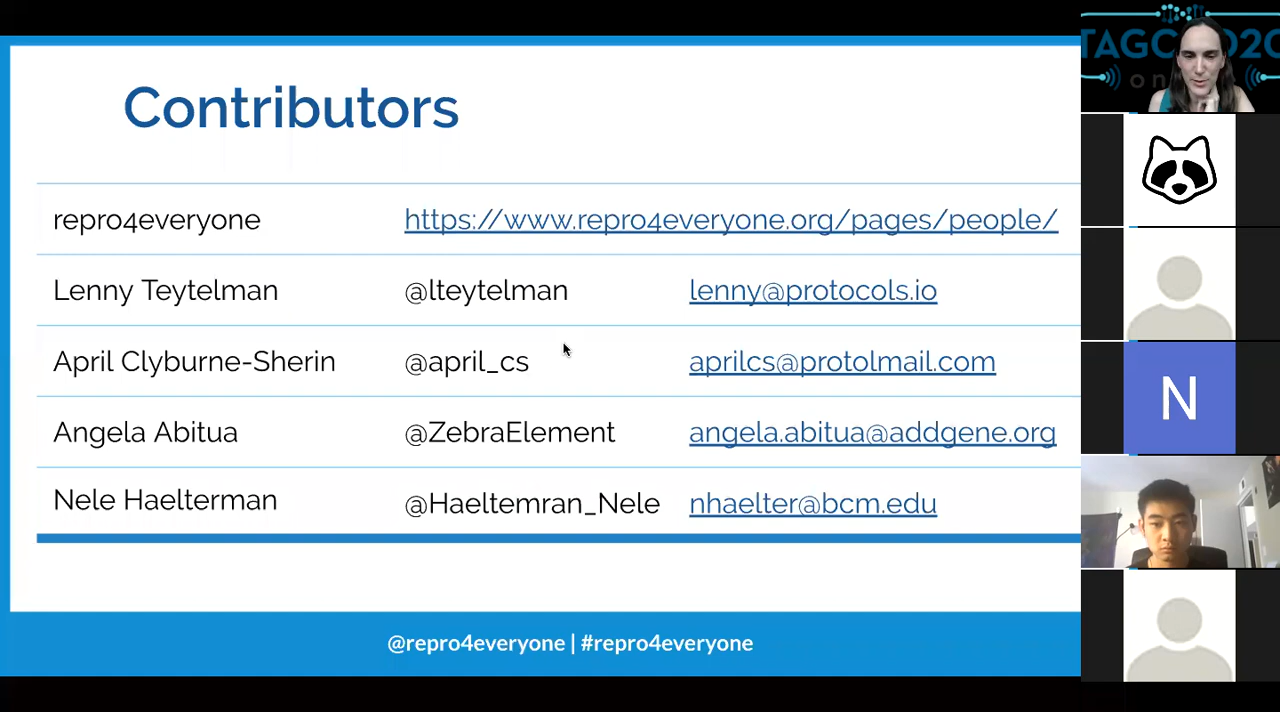 Contributors
repro4everyone https://www.repro4everyone.org/pages/people/
Lenny Teytelman @lteytelman lenny@protocols.io
April Clyburne-Sherin @april_cs aprilcs@protolmail.com
Angela Abitua @ZebraElement angela.abitua@addgene.org
Nele Haelterman @Haeltemran_Nele nhaelter@bcm.edu
@repro4everyone | #repro4everyone
TAGC
N